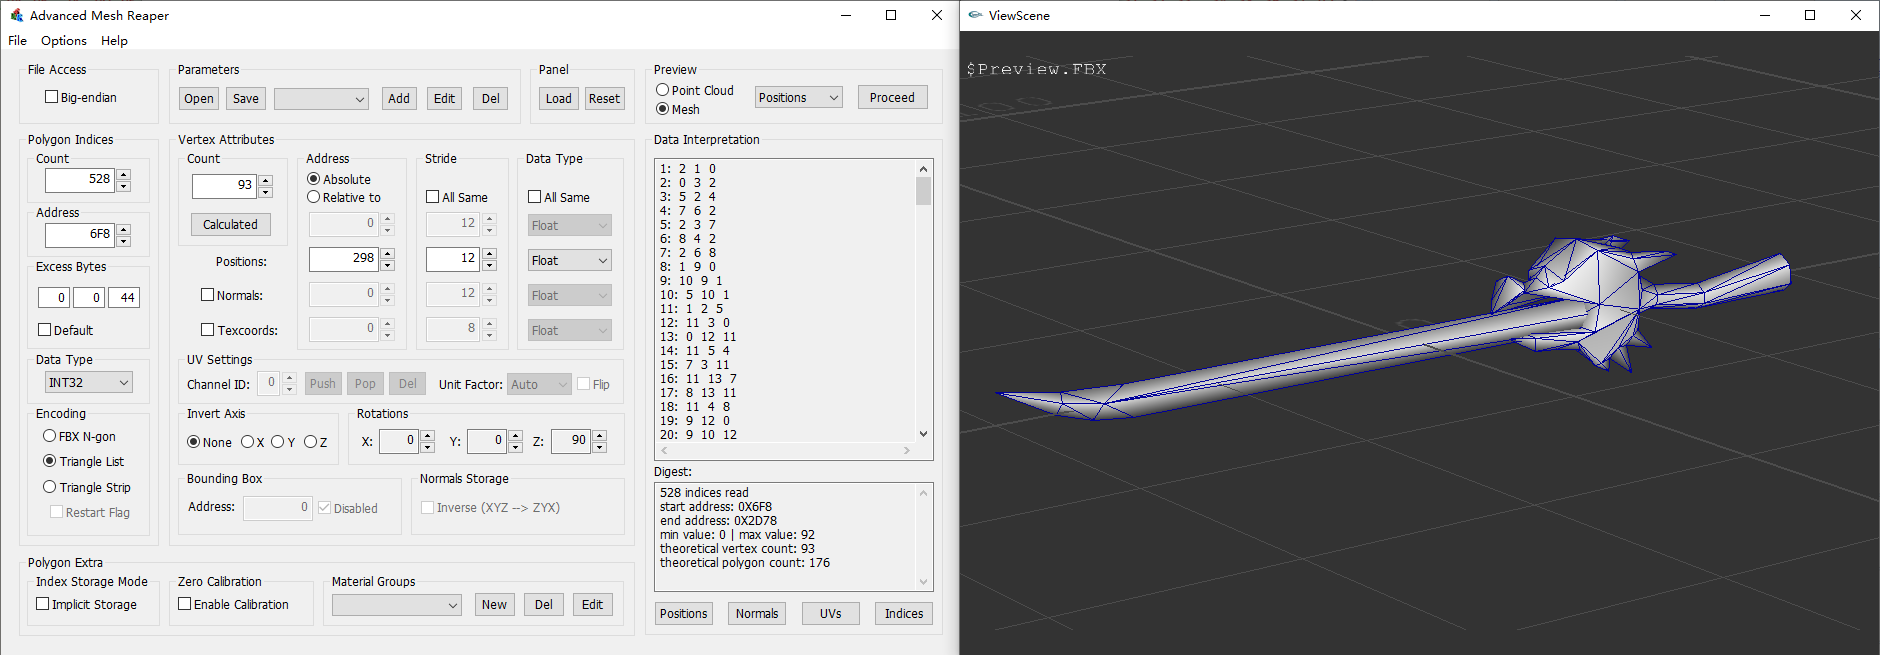 Advanced Mesh Reaper
File Options Help
File Access
Big-endian
Parameters
Open Save Add Edit Del
Panel
Load Reset
Preview
Point Cloud
Mesh
Positions
Proceed
Polygon Indices
Count
528
Address
6F8
Excess Bytes
0 0 44
Default
Data Type
INT32
Encoding
FBX N-gon
Triangle List
Triangle Strip
Restart Flag
Vertex Attributes
Count
93
Calculated
Address
Absolute
Relative to
0
Stride
All Same
12
Data Type
All Same
Float
Positions: 298 12 Float
Normals: 0 12 Float
Texcoords: 0 8 Float
UV Settings
Channel ID: 0 Push Pop Del Unit Factor: Auto Flip
Invert Axis
None X Y Z
Rotations
X: 0 Y: 0 Z: 90
Bounding Box
Address: 0 Disabled
Normals Storage
Inverse (XYZ --> ZYX)
Polygon Extra
Index Storage Mode
Implicit Storage
Zero Calibration
Enable Calibration
Material Groups
New Del Edit
Data Interpretation
1: 2 1 0
2: 0 3 2
3: 5 2 4
4: 7 6 2
5: 2 3 7
6: 8 4 2
7: 2 6 8
8: 1 9 0
9: 10 9 1
10: 5 10 1
11: 1 2 5
12: 11 3 0
13: 0 12 11
14: 11 5 4
15: 7 3 11
16: 11 13 7
17: 8 13 11
18: 11 4 8
19: 9 12 0
20: 9 10 12
Digest:
528 indices read
start address: 0X6F8
end address: 0X2D78
min value: 0 | max value: 92
theoretical vertex count: 93
theoretical polygon count: 176
Positions Normals UVs Indices
ViewScene
$Preview.FBX